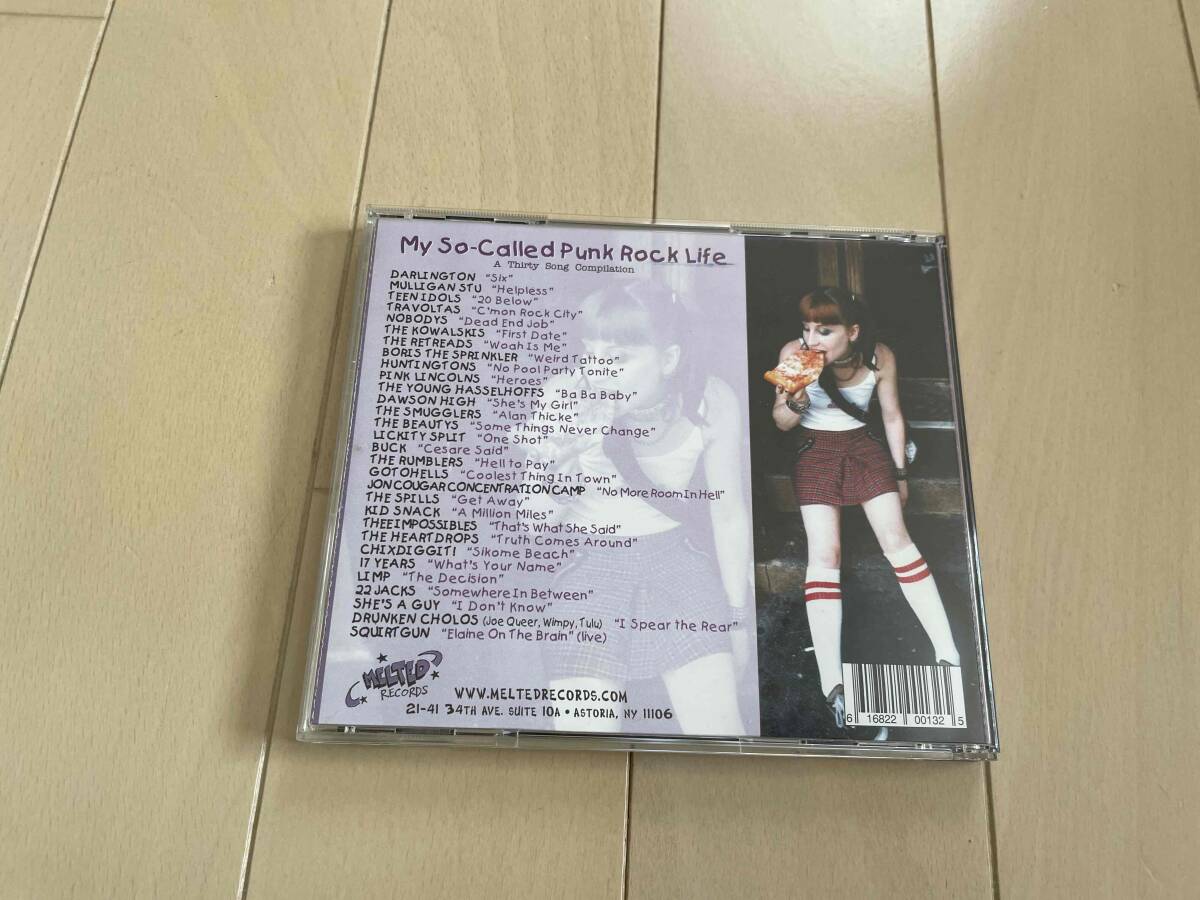 My So-Called Punk Rock Life
A Thirty Song Compilation
DARLINGTON "Six"
MULLIGAN STU "Helpless"
TEEN IDOLS "20 Below"
TRAVOLTAS "C'mon Rock City"
NOBODYS "Dead End Job"
THE KOWALSKIS "First Date"
THE RETREADS "Woah Is Me"
BORIS THE SPRINKLER "Weird Tattoo"
HUNTINGTONS "No Pool Party Tonite"
PINK LINCOLNS "Heroes"
THE YOUNG HASSELHOFFS "Ba Ba Baby"
DAWSON HIGH "She's My Girl"
THE SMUGGLERS "Alan Thicke"
THE BEAUTYS "Some Things Never Change"
LICKITY SPLIT "One Shot"
BUCK "Cesare Said"
THE RUMBLERS "Hell to Pay"
GOTOHELLS "Coolest Thing In Town"
JON COUGAR CONCENTRATION CAMP "No More Room In Hell"
THE SPILLS "Get Away"
KID SNACK "A Million Miles"
THEE IMPOSSIBLES "That's What She Said"
THE HEART DROPS "Truth Comes Around"
CHIXDIGGIT! "Sikome Beach"
17 YEARS "What's Your Name"
LIMP "The Decision"
22 JACKS "Somewhere In Between"
SHE'S A GUY "I Don't Know"
DRUNKEN CHOLOS (Joe Queer, Wimpy, Tulu) "I Spear the Rear"
SQUIRTGUN "Elaine On The Brain" (live)
MELTED
RECORDS
WWW.MELTEDRECORDS.COM
21-41 34TH AVE. SUITE 10A • ASTORIA, NY 11106
6 16822 00132 5